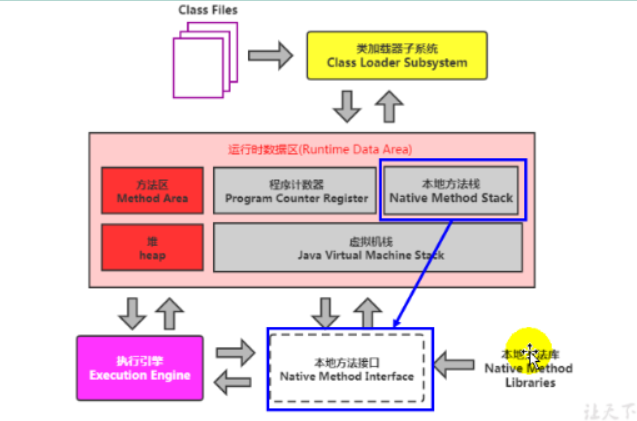 Class Files
类加载器子系统
Class Loader Subsystem
运行时数据区(Runtime Data Area)
方法区
Method Area
程序计数器
Program Counter Register
本地方法栈
Native Method Stack
堆
heap
虚拟机栈
Java Virtual Machine Stack
执行引擎
Execution Engine
本地方法接口
Native Method Interface
本地方法库
Native Method
Libraries
让天下